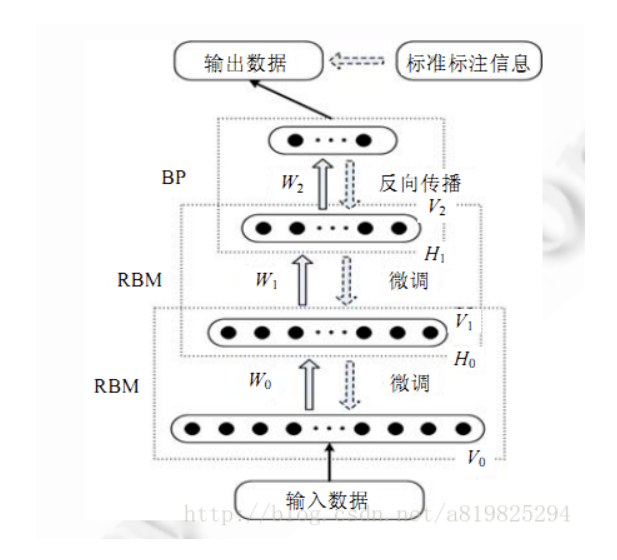 输出数据
标准标注信息
BP
W2
反向传播
V2
H1
RBM
W1
微调
V1
H0
RBM
W0
微调
V0
输入数据
http://blog.csdn.net/a819825294